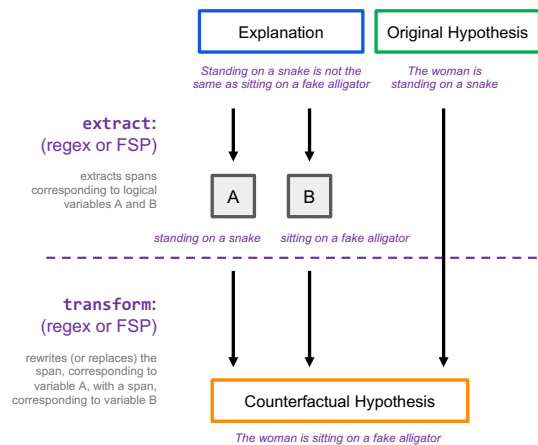 Explanation
Original Hypothesis
Standing on a snake is not the
same as sitting on a fake alligator
The woman is
standing on a snake
extract:
(regex or FSP)
extracts spans
corresponding to logical
variables A and B
A
B
standing on a snake
sitting on a fake alligator
transform:
(regex or FSP)
rewrites (or replaces) the
span, corresponding to
variable A, with a span,
corresponding to variable B
Counterfactual Hypothesis
The woman is sitting on a fake alligator